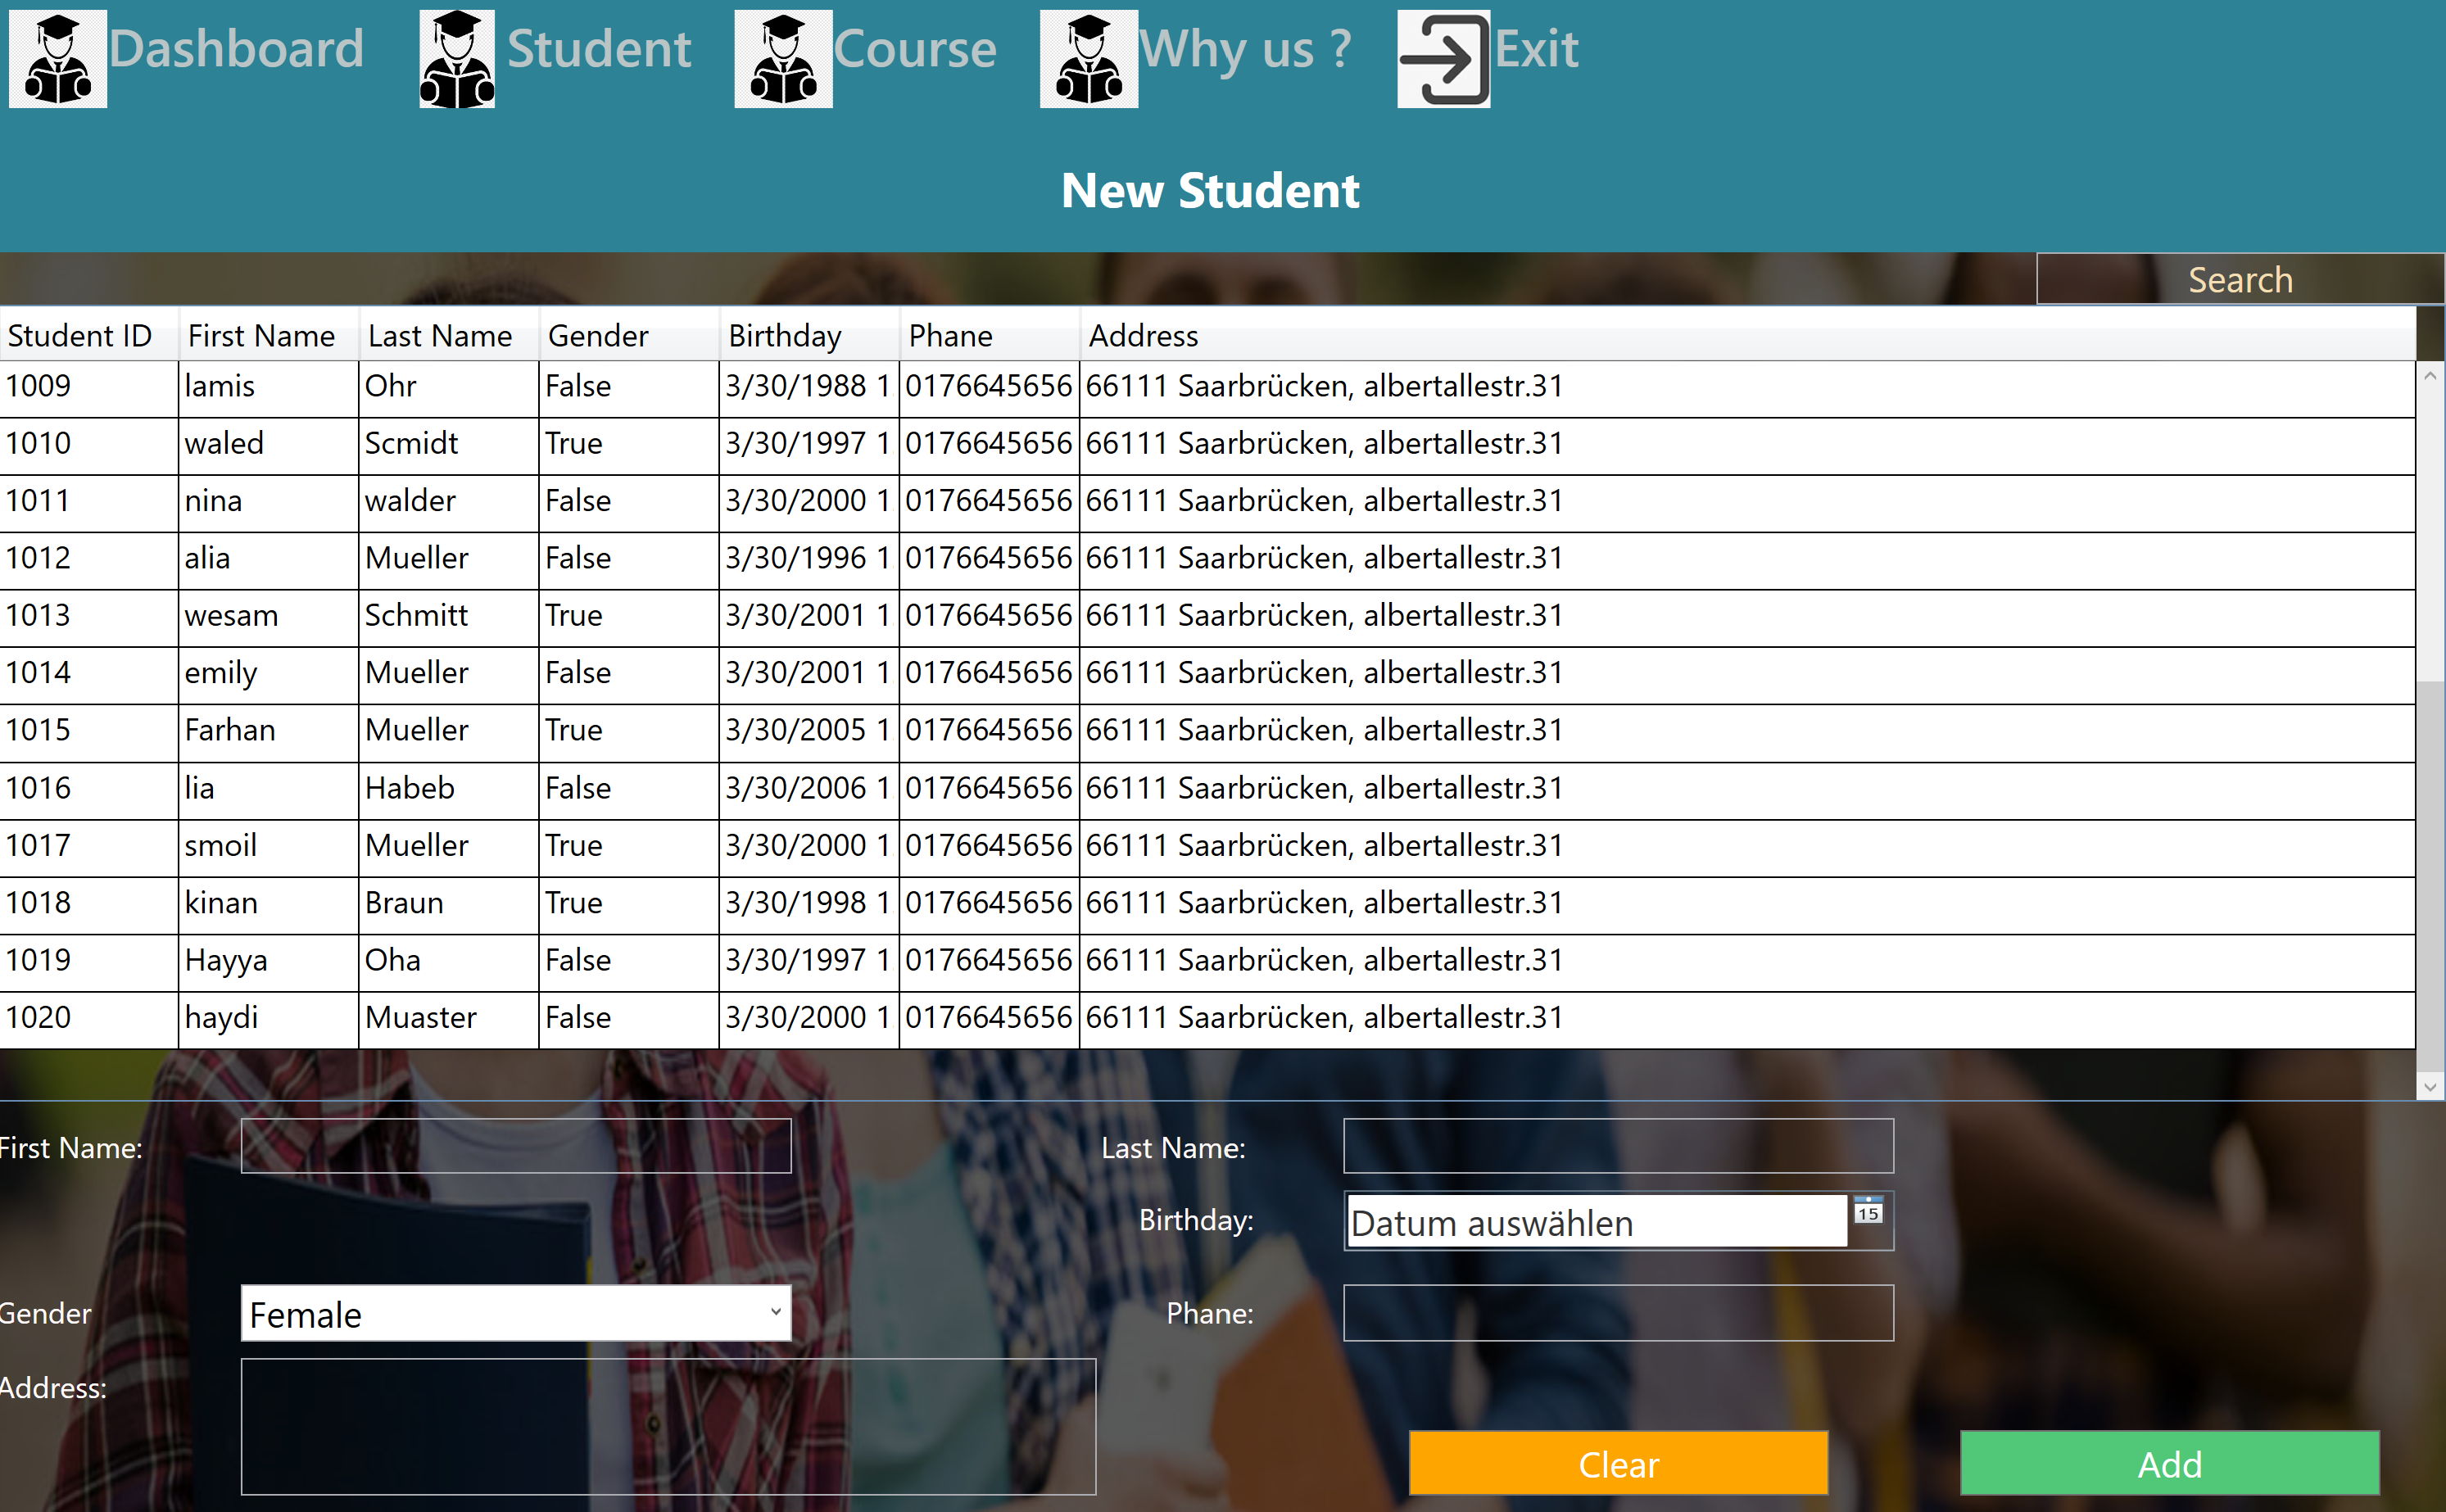 Dashboard Student Course Why us ? Exit
New Student
Search
Student ID First Name Last Name Gender Birthday Phane Address
1009 lamis Ohr False 3/30/1988 1 0176645656 66111 Saarbrücken, albertallestr.31
1010 waled Scmidt True 3/30/1997 1 0176645656 66111 Saarbrücken, albertallestr.31
1011 nina walder False 3/30/2000 1 0176645656 66111 Saarbrücken, albertallestr.31
1012 alia Mueller False 3/30/1996 1 0176645656 66111 Saarbrücken, albertallestr.31
1013 wesam Schmitt True 3/30/2001 1 0176645656 66111 Saarbrücken, albertallestr.31
1014 emily Mueller False 3/30/2001 1 0176645656 66111 Saarbrücken, albertallestr.31
1015 Farhan Mueller True 3/30/2005 1 0176645656 66111 Saarbrücken, albertallestr.31
1016 lia Habeb False 3/30/2006 1 0176645656 66111 Saarbrücken, albertallestr.31
1017 smoil Mueller True 3/30/2000 1 0176645656 66111 Saarbrücken, albertallestr.31
1018 kinan Braun True 3/30/1998 1 0176645656 66111 Saarbrücken, albertallestr.31
1019 Hayya Oha False 3/30/1997 1 0176645656 66111 Saarbrücken, albertallestr.31
1020 haydi Muaster False 3/30/2000 1 0176645656 66111 Saarbrücken, albertallestr.31
First Name: Last Name:
Birthday: Datum auswählen 15
Gender Female Phane:
Address:
Clear Add